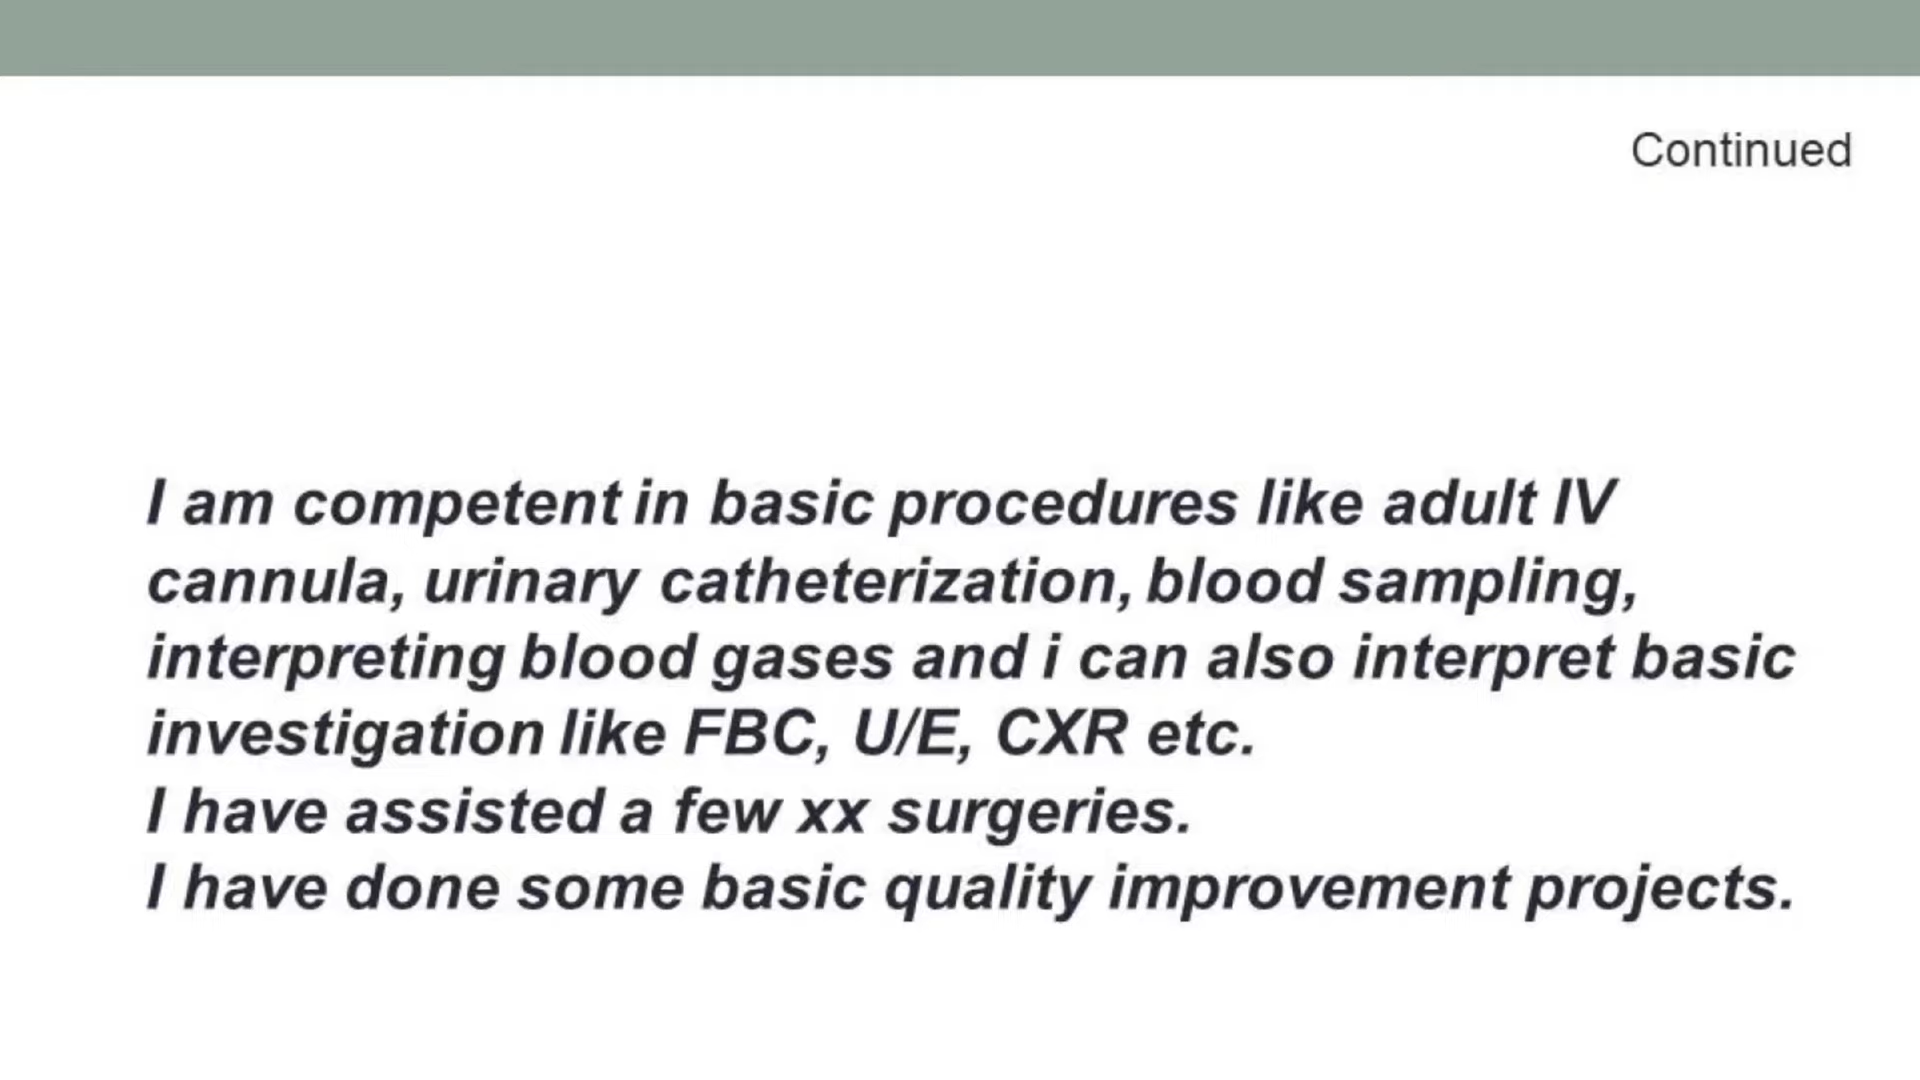 Continued
I am competent in basic procedures like adult IV
cannula, urinary catheterization, blood sampling,
interpreting blood gases and i can also interpret basic
investigation like FBC, U/E, CXR etc.
I have assisted a few xx surgeries.
I have done some basic quality improvement projects.